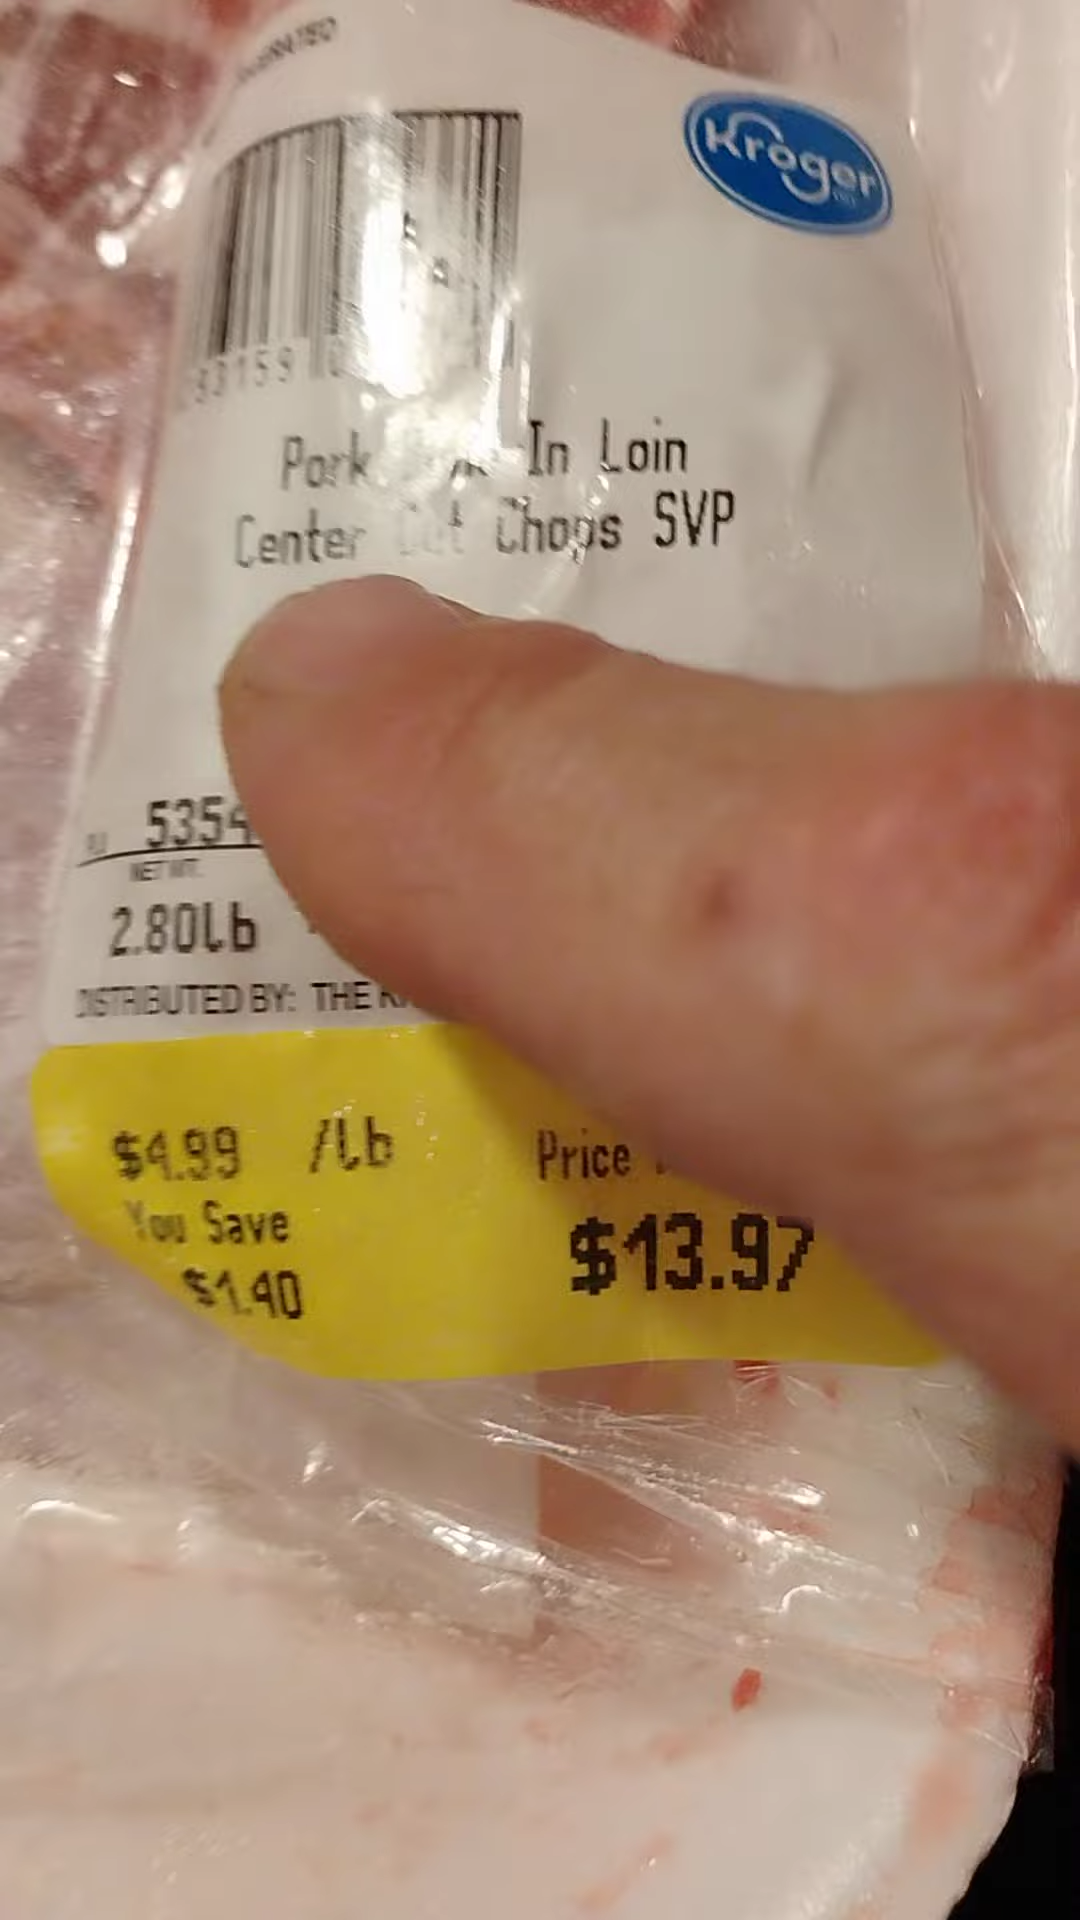 Kroger
93159
Pork In Loin
Center Cut Chops SVP
5354
NET WT.
2.80lb
DISTRIBUTED BY: THE
$4.99 /lb
Price
You Save
$13.97
$1.40